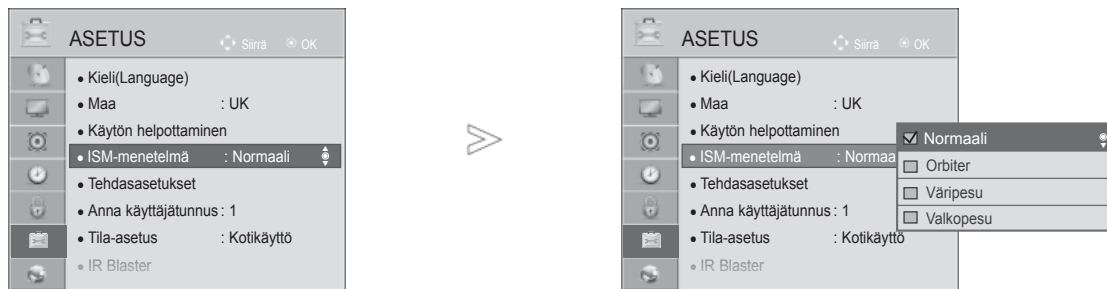 ASETUS Siirrä OK
• Kieli(Language)
• Maa : UK
• Käytön helpottaminen
• ISM-menetelmä : Normaali
• Tehdasasetukset
• Anna käyttäjätunnus : 1
• Tila-asetus : Kotikäyttö
• IR Blaster
>
ASETUS Siirrä OK
• Kieli(Language)
• Maa : UK
• Käytön helpottaminen
• ISM-menetelmä : Normaa
• Tehdasasetukset
• Anna käyttäjätunnus : 1
• Tila-asetus : Kotikäyttö
• IR Blaster
Normaali
Orbiter
Väripesu
Valkopesu